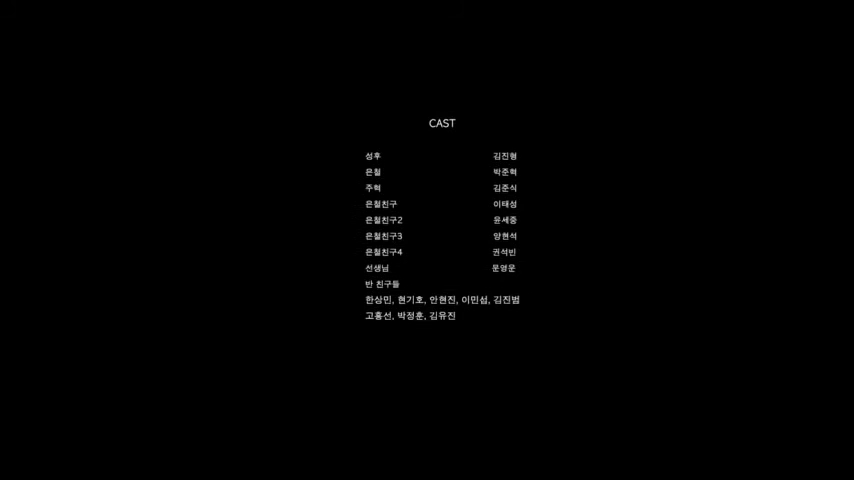 CAST
성후 김진형
은철 박준혁
주혁 김준식
은철친구 이태성
은철친구2 윤세중
은철친구3 양현석
은철친구4 권석빈
선생님 문영운
반 친구들
한상민, 현기호, 안현진, 이민섭, 김진범
고흥선, 박정훈, 김유진